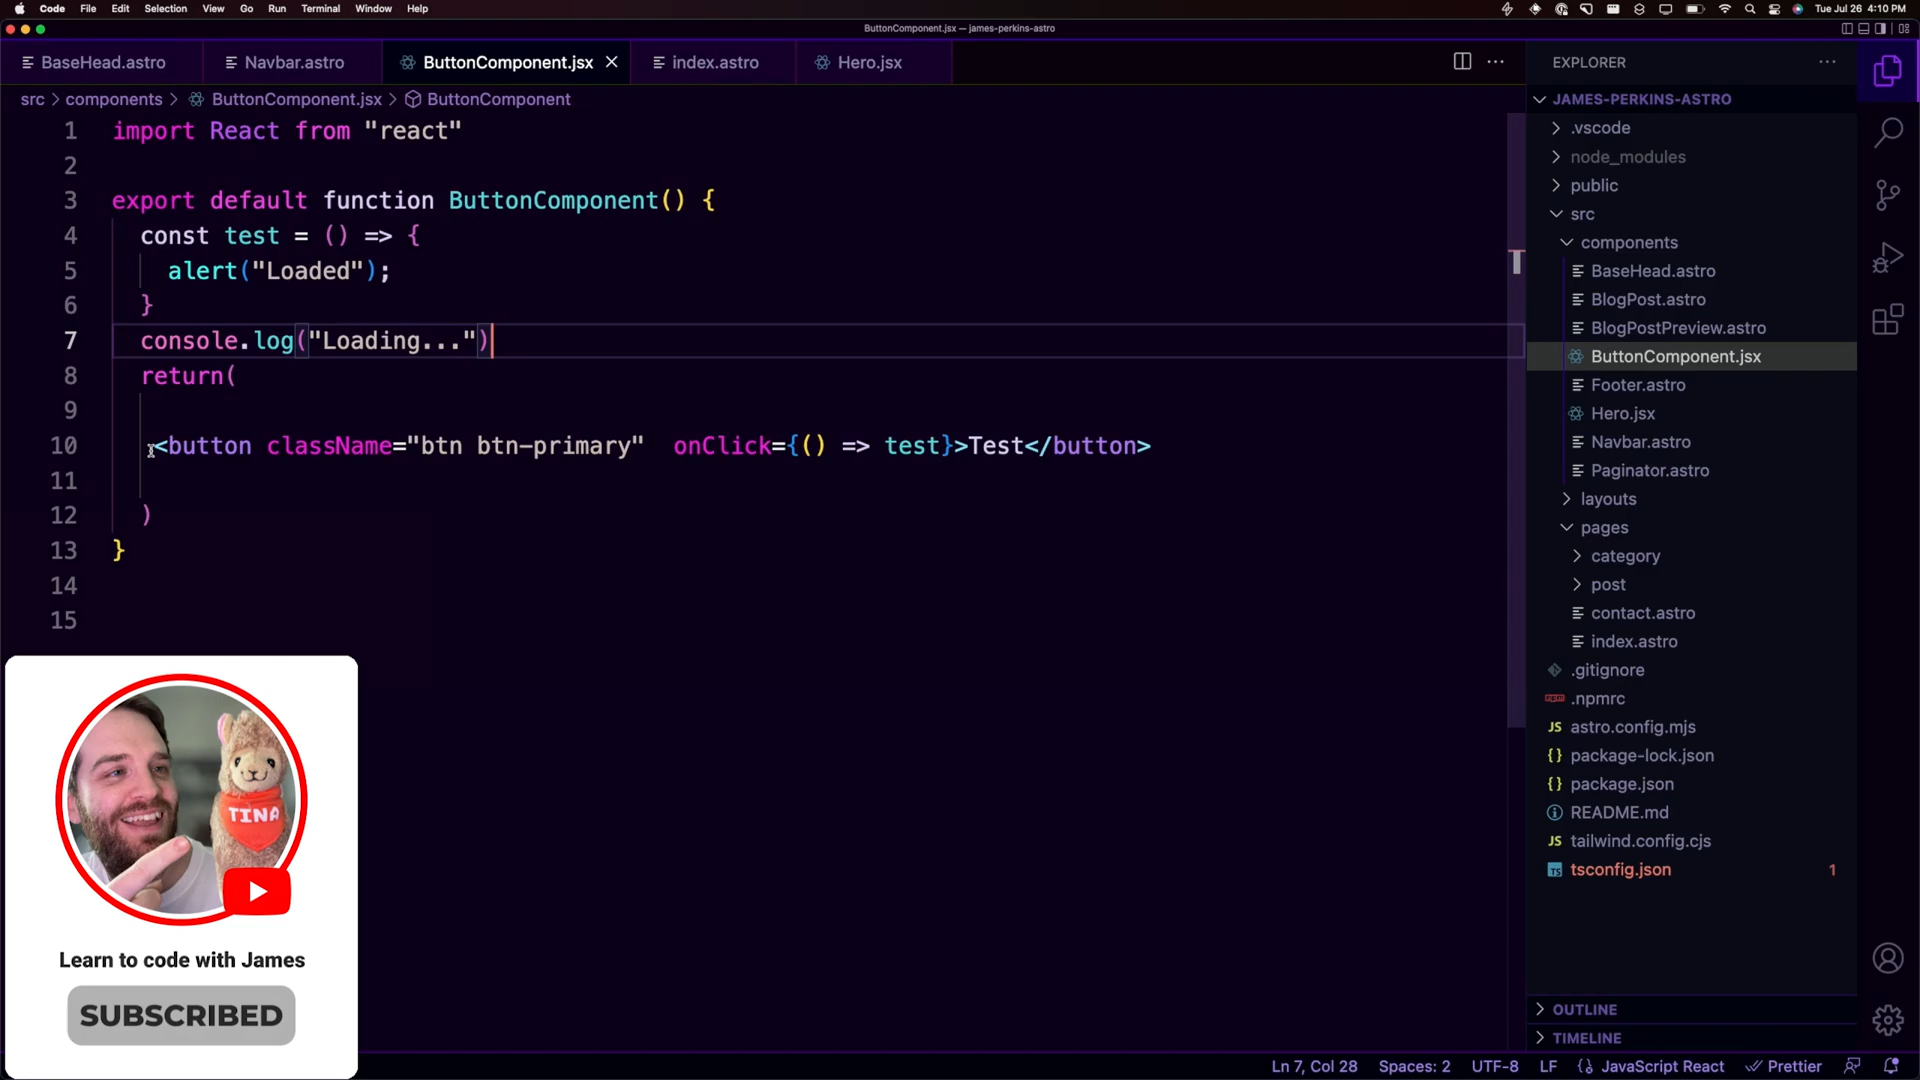 Code File Edit Selection View Go Run Terminal Window Help
Tue Jul 26 4:10 PM
ButtonComponent.jsx — james-perkins-astro
BaseHead.astro
Navbar.astro
ButtonComponent.jsx
index.astro
Hero.jsx
src > components > ButtonComponent.jsx > ButtonComponent
1 import React from "react"
2
3 export default function ButtonComponent() {
4 const test = () => {
5 alert("Loaded");
6 }
7 console.log("Loading...")
8 return(
9
10 <button className="btn btn-primary"  onClick={() => test}>Test</button>
11
12 )
13 }
14
15
TINA
Learn to code with James
SUBSCRIBED
EXPLORER
JAMES-PERKINS-ASTRO
.vscode
node_modules
public
src
components
BaseHead.astro
BlogPost.astro
BlogPostPreview.astro
ButtonComponent.jsx
Footer.astro
Hero.jsx
Navbar.astro
Paginator.astro
layouts
pages
category
post
contact.astro
index.astro
.gitignore
.npmrc
JS astro.config.mjs
{} package-lock.json
{} package.json
README.md
JS tailwind.config.cjs
TS tsconfig.json 1
OUTLINE
TIMELINE
Ln 7, Col 28 Spaces: 2 UTF-8 LF {} JavaScript React Prettier